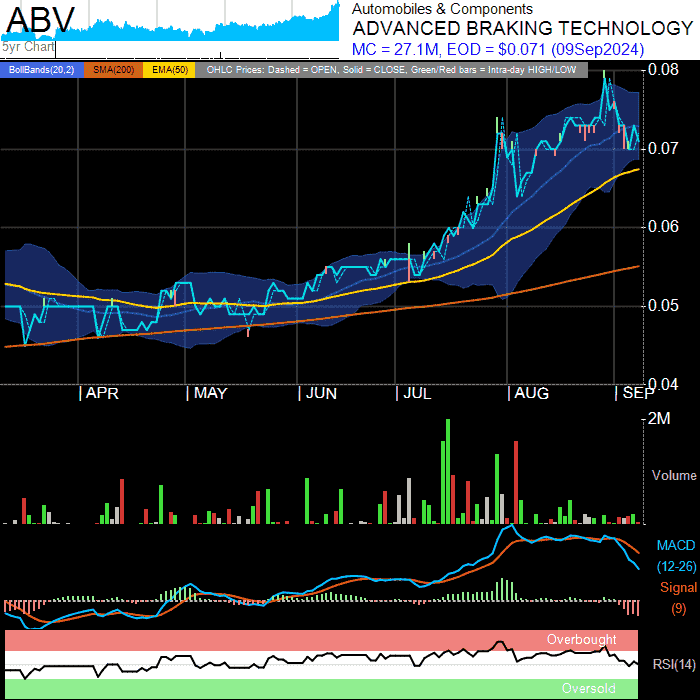 ABV
5yr Chart
Automobiles & Components
ADVANCED BRAKING TECHNOLOGY
MC = 27.1M, EOD = $0.071 (09Sep2024)
BollBands(20,2) SMA(200) EMA(50) OHLC Prices: Dashed = OPEN, Solid = CLOSE, Green/Red bars = Intra-day HIGH/LOW
0.08
0.07
0.06
0.05
0.04
APR MAY JUN JUL AUG SEP
2M
Volume
MACD
(12-26)
Signal
(9)
Overbought
RSI(14)
Oversold